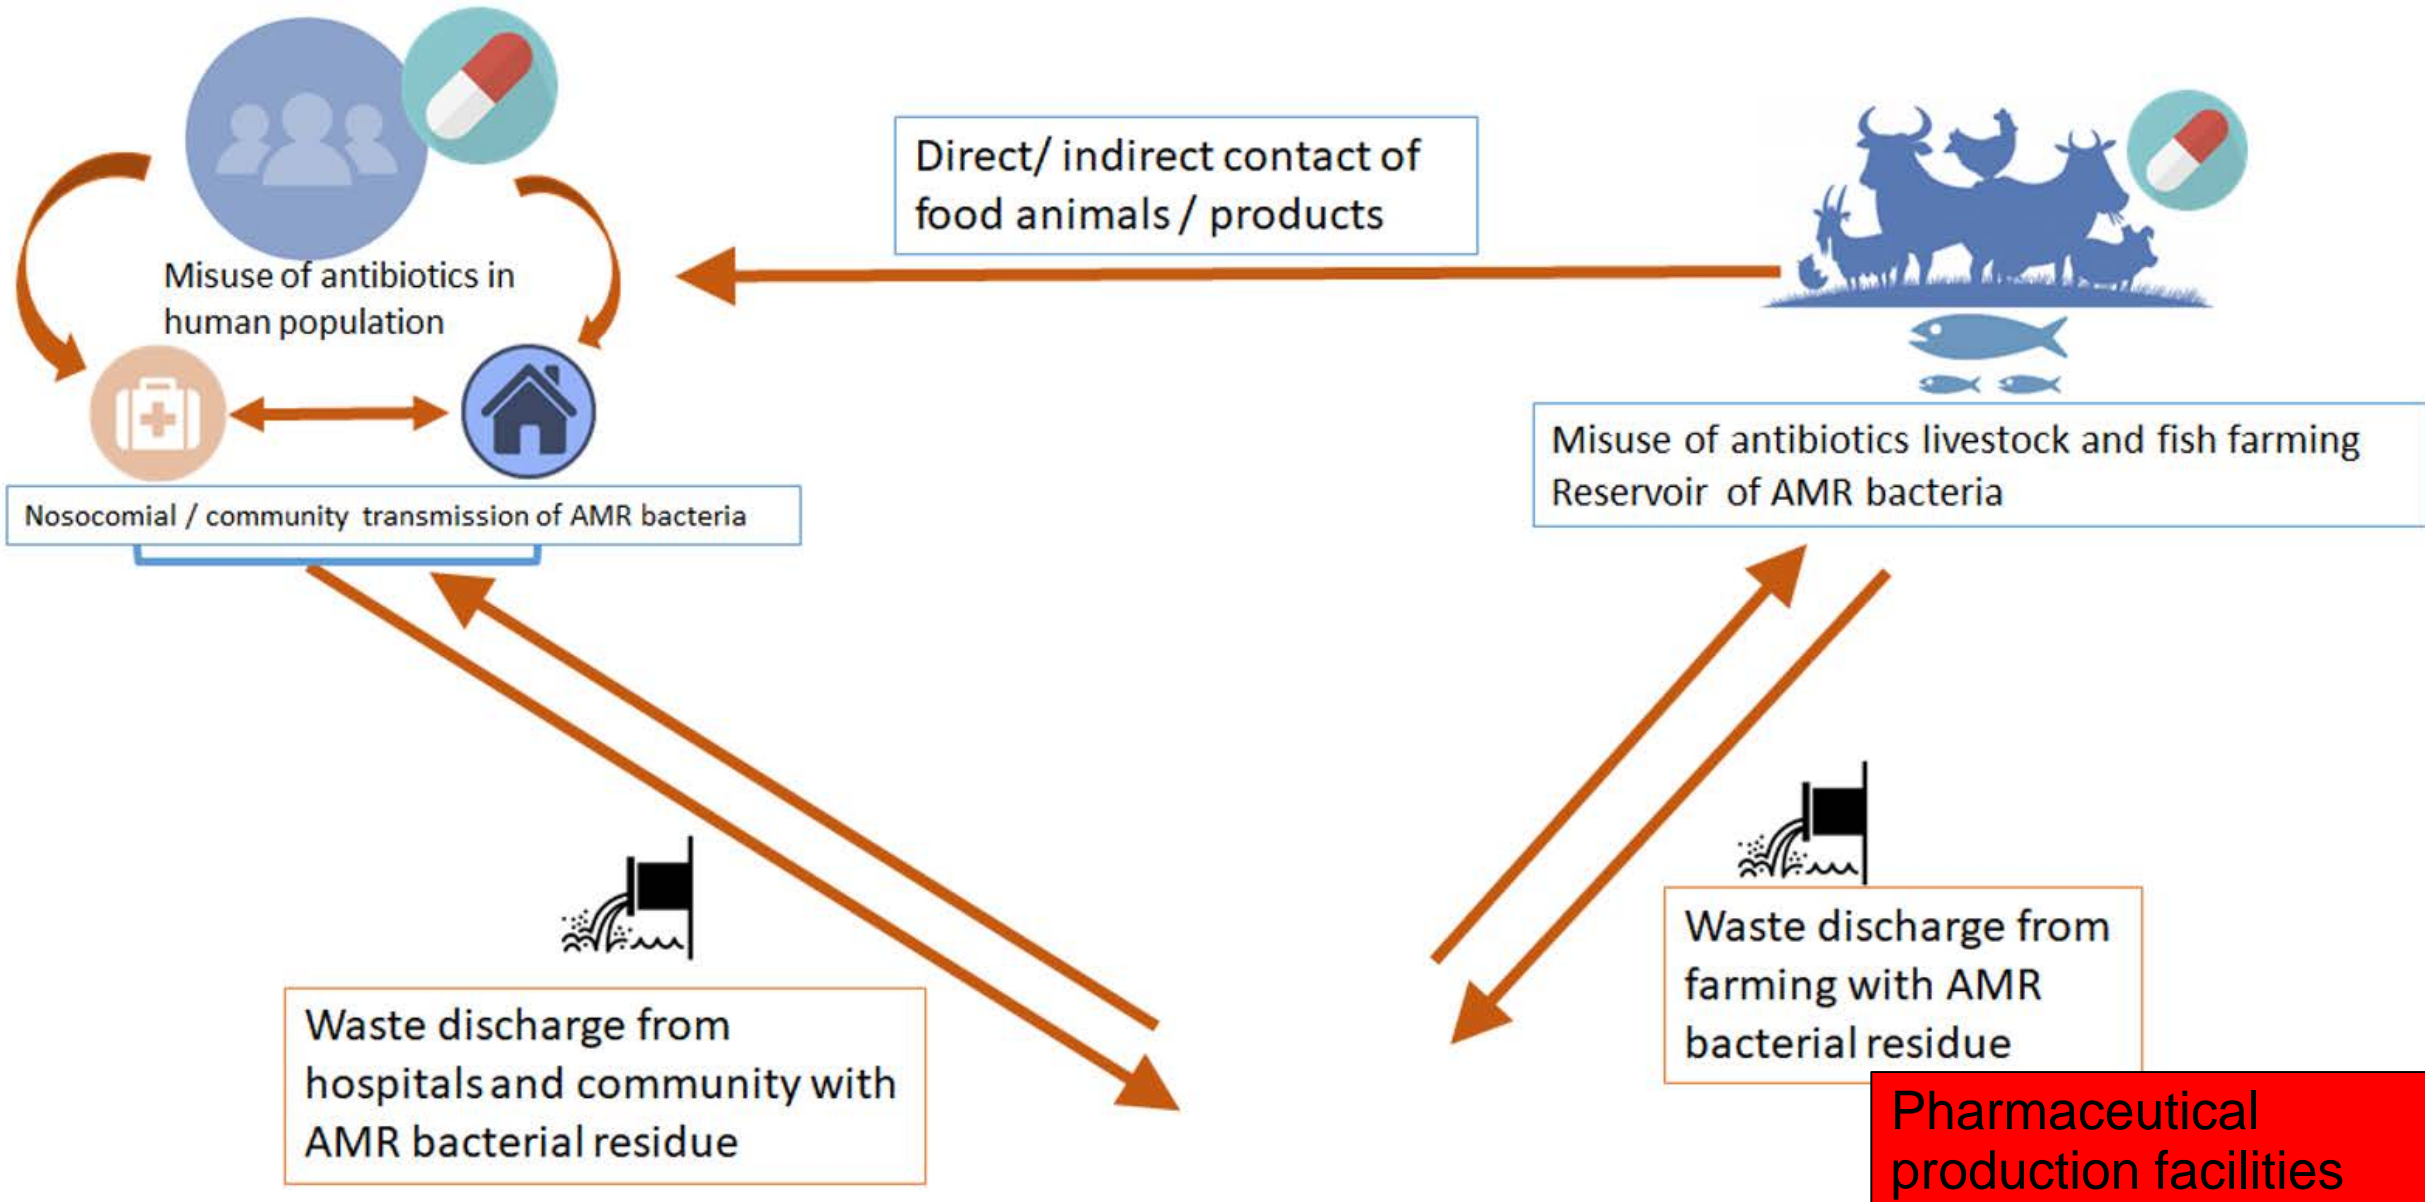 Direct/ indirect contact of
food animals / products
Misuse of antibiotics in
human population
Misuse of antibiotics livestock and fish farming
Reservoir of AMR bacteria
Nosocomial / community transmission of AMR bacteria
Waste discharge from
farming with AMR
bacterial residue
Waste discharge from
hospitals and community with
AMR bacterial residue
Pharmaceutical
production facilities